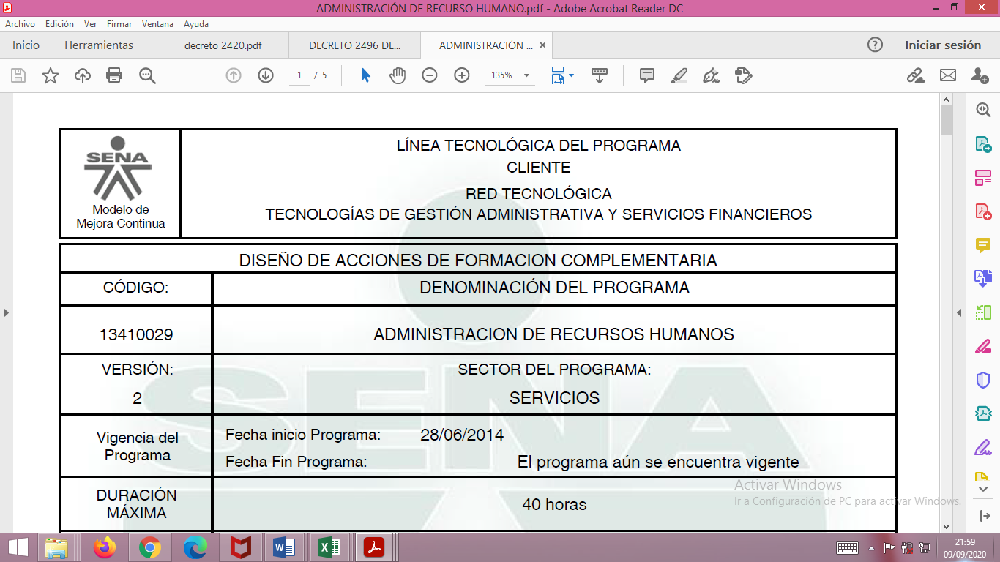 ADMINISTRACIÓN DE RECURSO HUMANO.pdf - Adobe Acrobat Reader DC
Archivo Edición Ver Firmar Ventana Ayuda
Inicio Herramientas decreto 2420.pdf DECRETO 2496 DE... ADMINISTRACIÓN ... Iniciar sesión
1 / 5 135%
SENA
Modelo de
Mejora Continua
LÍNEA TECNOLÓGICA DEL PROGRAMA
CLIENTE
RED TECNOLÓGICA
TECNOLOGÍAS DE GESTIÓN ADMINISTRATIVA Y SERVICIOS FINANCIEROS
DISEÑO DE ACCIONES DE FORMACION COMPLEMENTARIA
CÓDIGO: DENOMINACIÓN DEL PROGRAMA
13410029 ADMINISTRACION DE RECURSOS HUMANOS
VERSIÓN: SECTOR DEL PROGRAMA:
2 SERVICIOS
SENA
Vigencia del
Programa
Fecha inicio Programa: 28/06/2014
Fecha Fin Programa: El programa aún se encuentra vigente
DURACIÓN
MÁXIMA
40 horas
Activar Windows
Ir a Configuración de PC para activar Windows.
21:59
09/09/2020